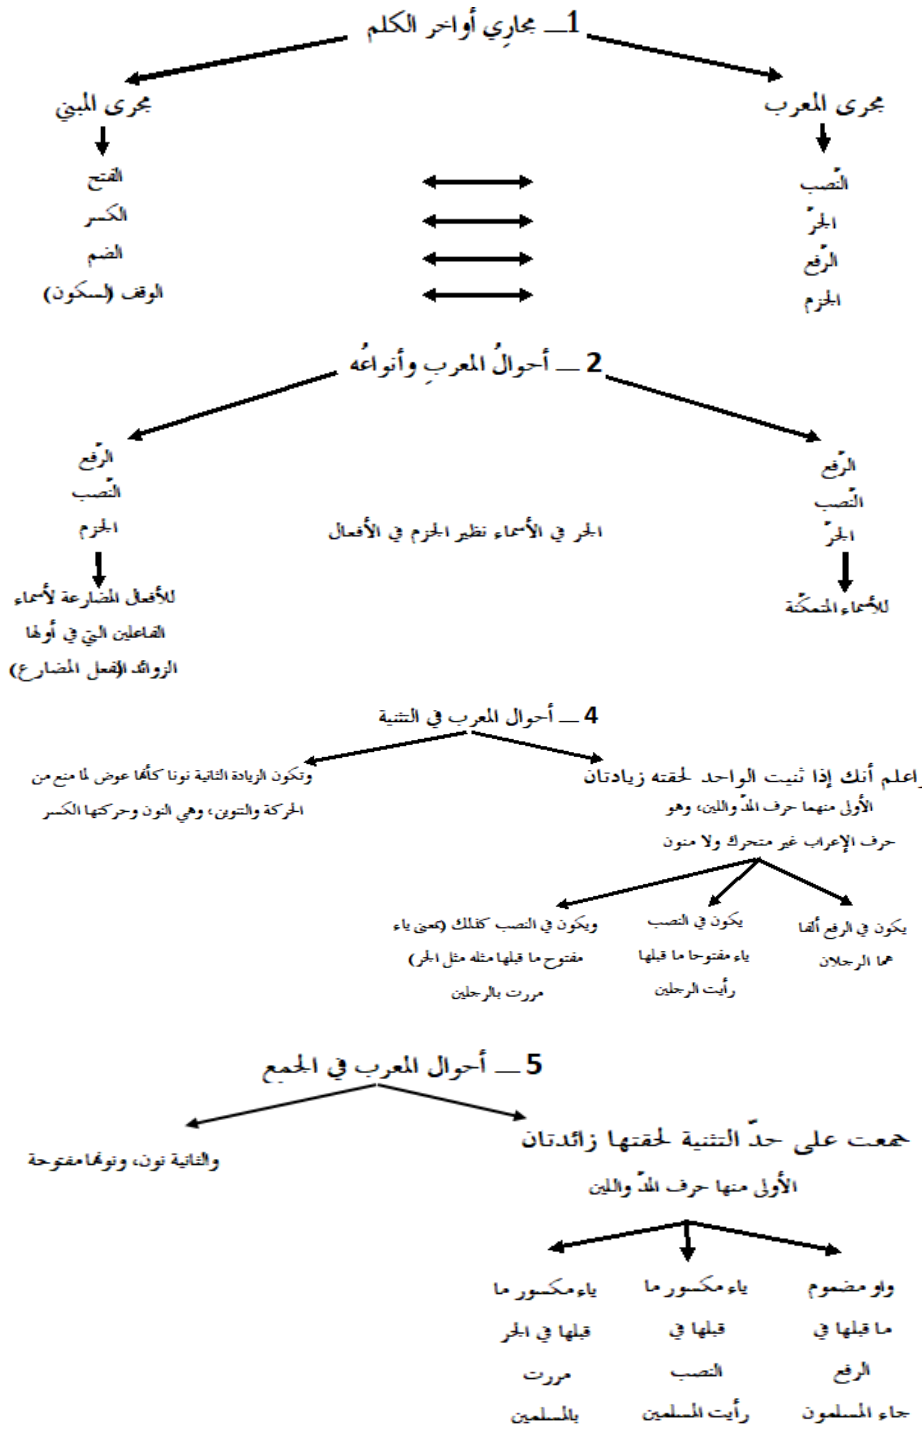 1ــ مجارِي أواخر الكلم
مجرى المعرب
مجرى المبني
النّصب
الفتح
الجرّ
الكسر
الرّفع
الضم
الجزم
الوقف (السكون)
2 ــ أحوالُ المعربِ وأنواعُه
الرّفع
النّصب
الجرّ
للأسماء المتمكّنة
الجر في الأسماء نظير الجزم في الأفعال
الرّفع
النّصب
الجزم
للأفعال المضارعة لأسماء
الفاعلين التي في أولها
الزوائد (الفعل المضارع)
4 ــ أحوال المعرب في التثنية
واعلم أنك إذا ثنيت الواحد لحقته زيادتان
الأولى منهما حرف المدّ واللين، وهو
حرف الإعراب غير متحرك ولا منون
وتكون الزيادة الثانية نونا كأنها عوض لما منع من
الحركة والتنوين، وهي النون وحركتها الكسر
يكون في الرفع ألفا
هما الرجلان
يكون في النصب
ياء مفتوحا ما قبلها
رأيت الرجلين
ويكون في النصب كذلك (بمعنى ياء
مفتوح ما قبلها مثله مثل الجر)
مررت بالرجلين
5 ــ أحوال المعرب في الجميع
جمعت على حدّ التثنية لحقتها زائدتان
الأولى منها حرف المدّ واللين
والثانية نون، ونونها مفتوحة
واو مضموم
ما قبلها في
الرفع
جاء المسلمون
ياء مكسور ما
قبلها في
النصب
رأيت المسلمين
ياء مكسور ما
قبلها في الجر
مررت
بالمسلمين